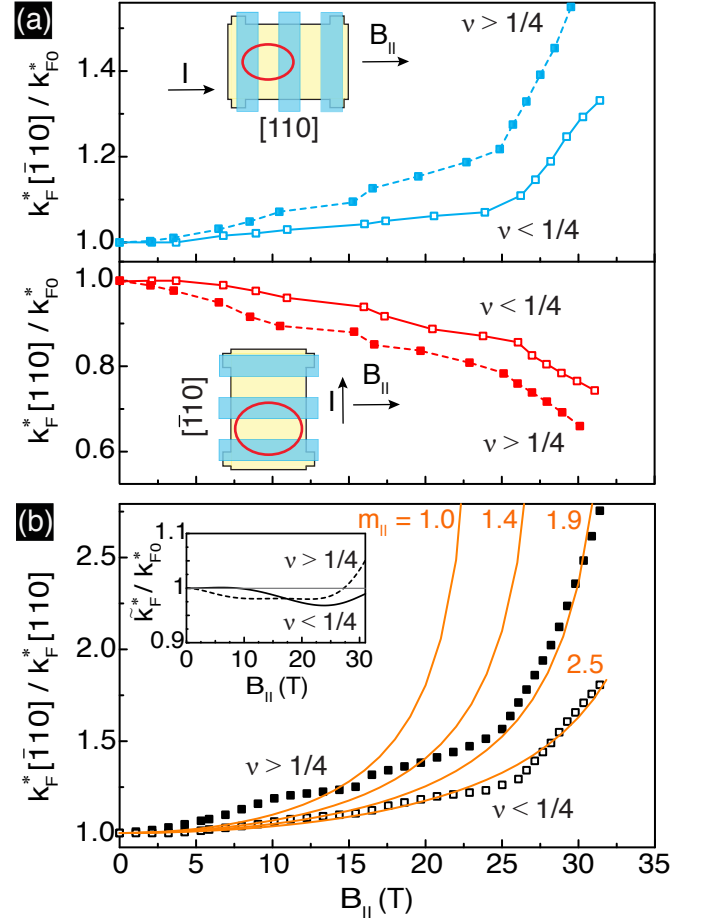 (a)
k*F [1̄10] / k*F0
1.4
1.2
1.0
ν > 1/4
I
B||
[110]
ν < 1/4
k*F [110] / k*F0
1.0
0.8
0.6
ν < 1/4
[1̄10]
I
B||
ν > 1/4
(b)
k*F [1̄10] / k*F [110]
2.5
2.0
1.5
1.0
m|| = 1.0
1.4
1.9
2.5
k̃*F / k*F0
1.1
1
0.9
ν > 1/4
ν < 1/4
0 10 20 30
B|| (T)
ν > 1/4
ν < 1/4
0 5 10 15 20 25 30 35
B|| (T)